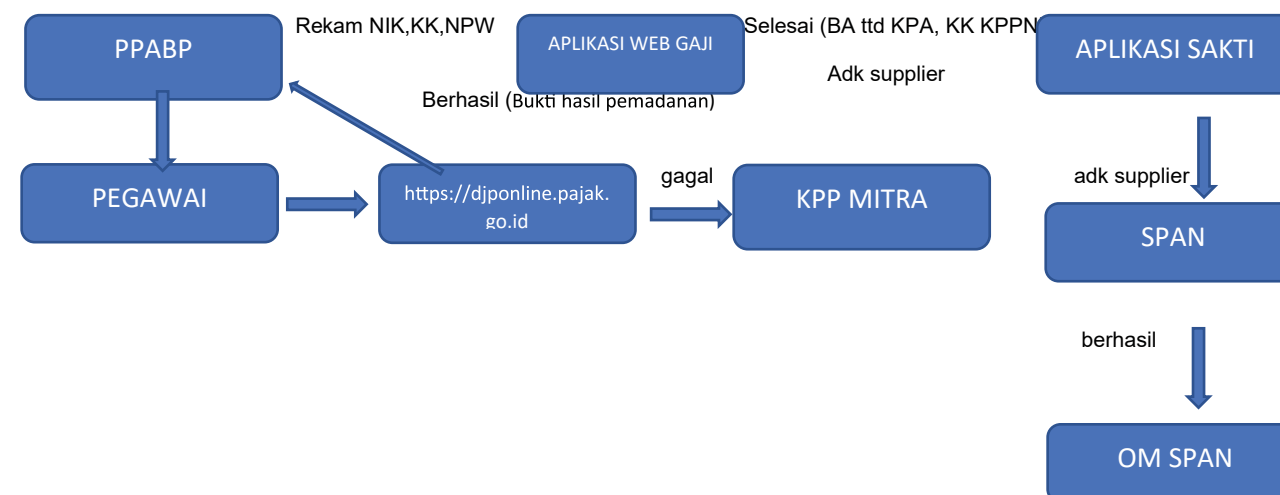 PPABP
Rekam NIK,KK,NPW
APLIKASI WEB GAJI
Selesai (BA ttd KPA, KK KPPN
APLIKASI SAKTI
Adk supplier
Berhasil (Bukti hasil pemadanan)
PEGAWAI
https://djponline.pajak.
go.id
gagal
KPP MITRA
adk supplier
SPAN
berhasil
OM SPAN